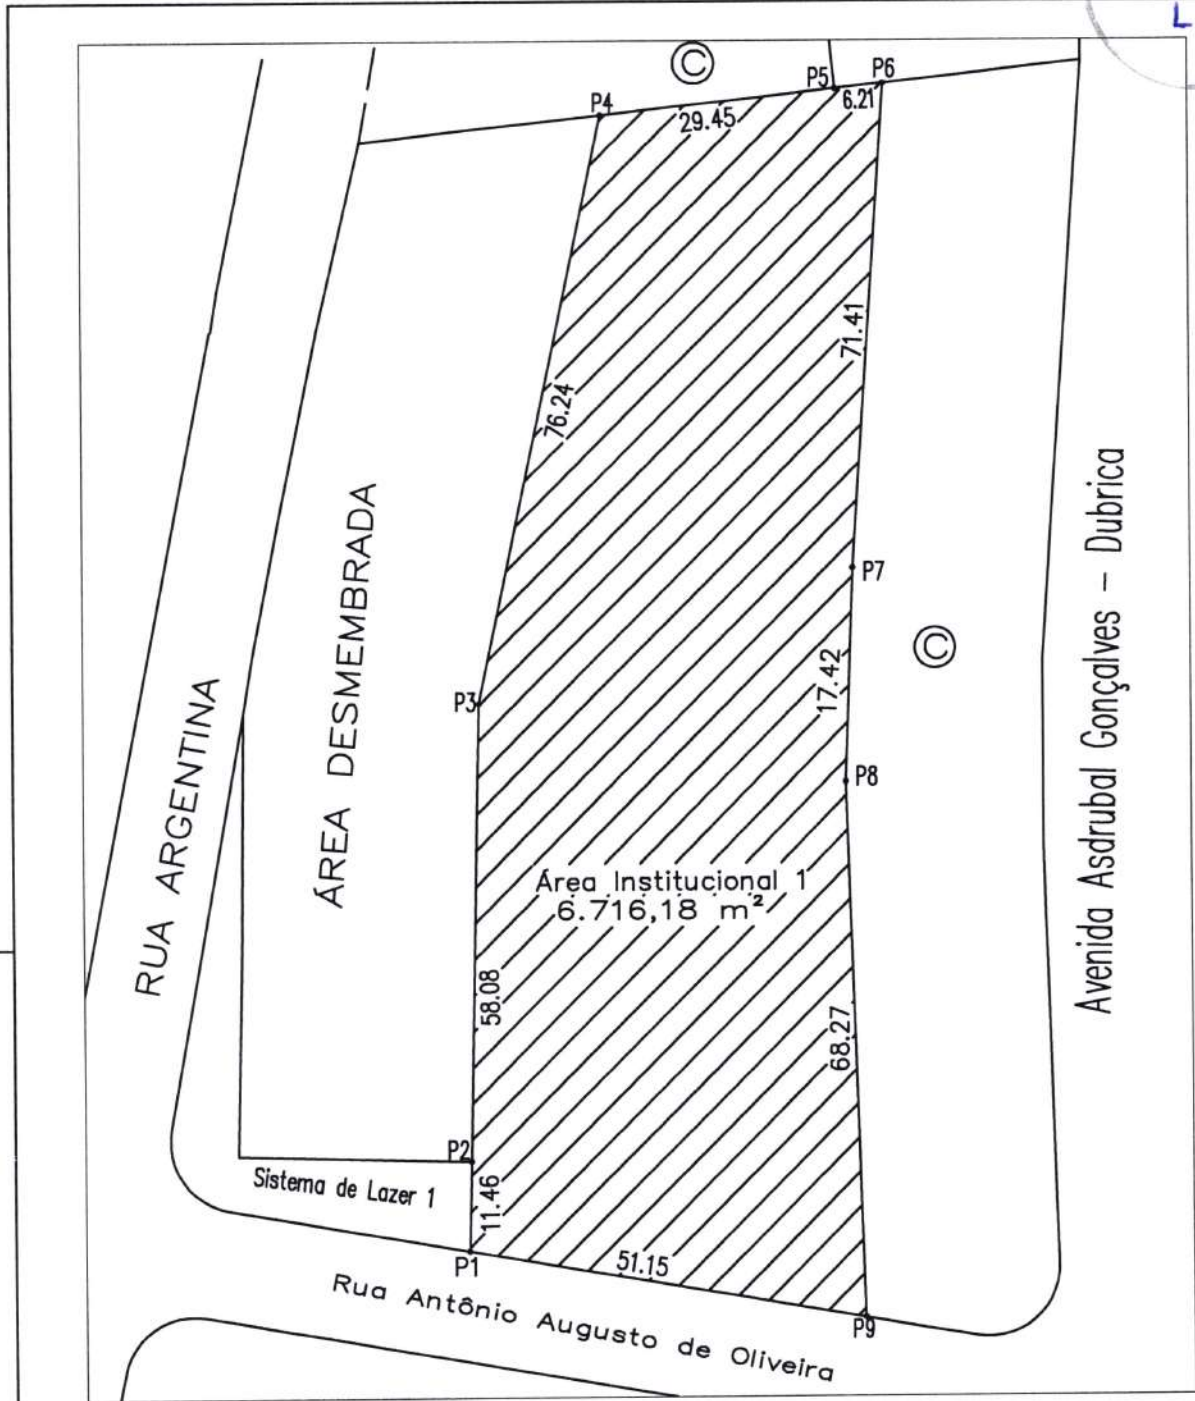 L
©
P5
P6
P4
29.45
6.21
71.41
76.24
ÁREA DESMEMBRADA
P7
Avenida Asdrubal Gonçalves - Dubrica
©
17.42
P3
RUA ARGENTINA
P8
Área Institucional 1
6.716,18 m²
58.08
68.27
P2
Sistema de Lazer 1
11.46
P1
51.15
P9
Rua Antônio Augusto de Oliveira